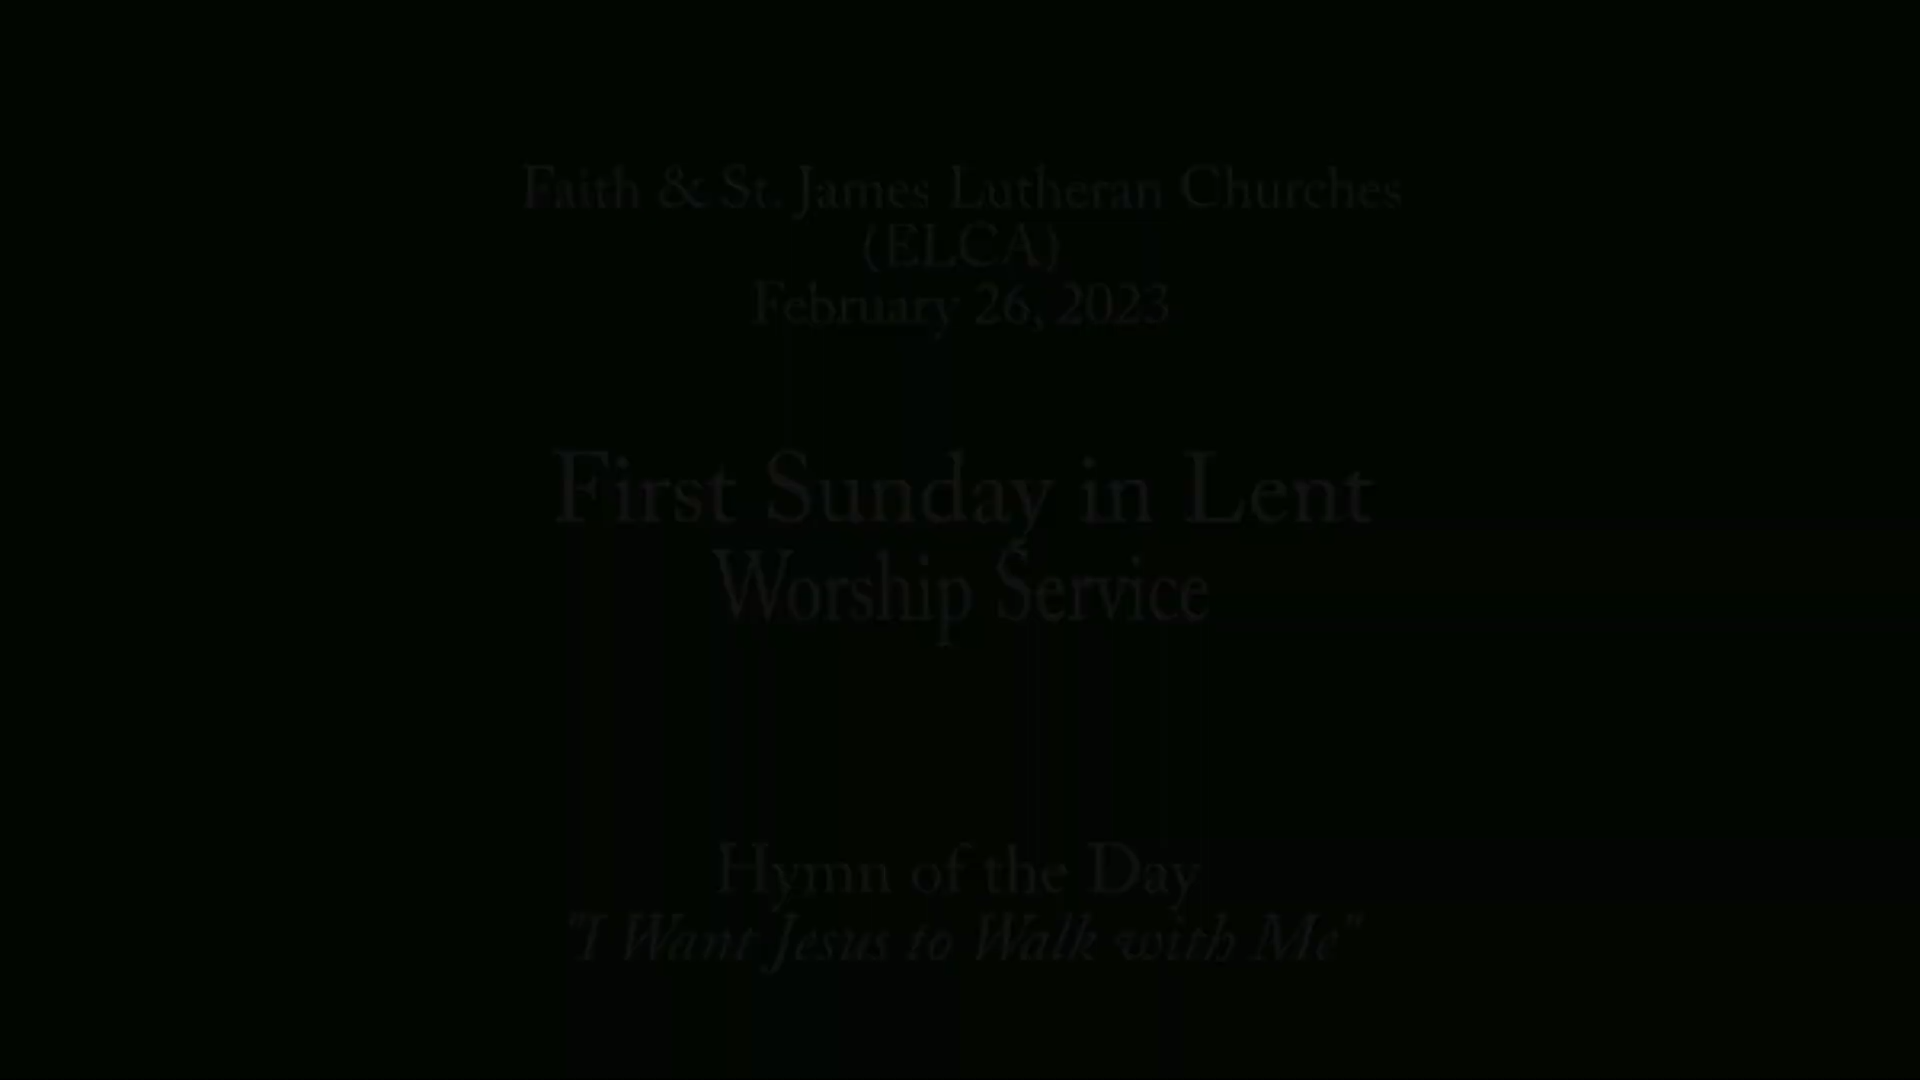 Faith & St. James Lutheran Churches
(ELCA)
February 26, 2023
First Sunday in Lent
Worship Service
Hymn of the Day
"I Want Jesus to Walk with Me"